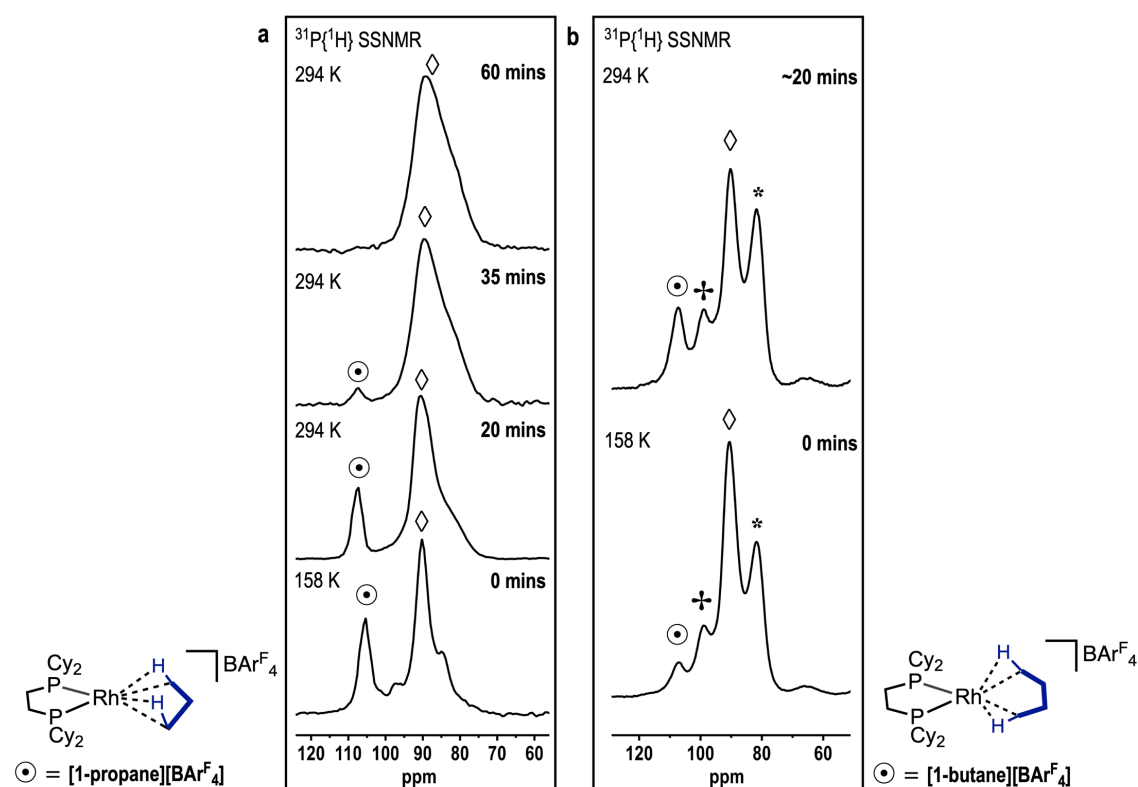 a
³¹P{¹H} SSNMR
294 K
60 mins
294 K
35 mins
294 K
20 mins
158 K
0 mins
120 110 100 90 80 70 60
ppm
b
³¹P{¹H} SSNMR
294 K
~20 mins
*
‡
158 K
0 mins
*
‡
120 100 80 60
ppm
Cy₂
P
Rh
P
Cy₂
H
H
BArᶠ₄
= [1-propane][BArᶠ₄]
Cy₂
P
Rh
P
Cy₂
H
H
BArᶠ₄
= [1-butane][BArᶠ₄]